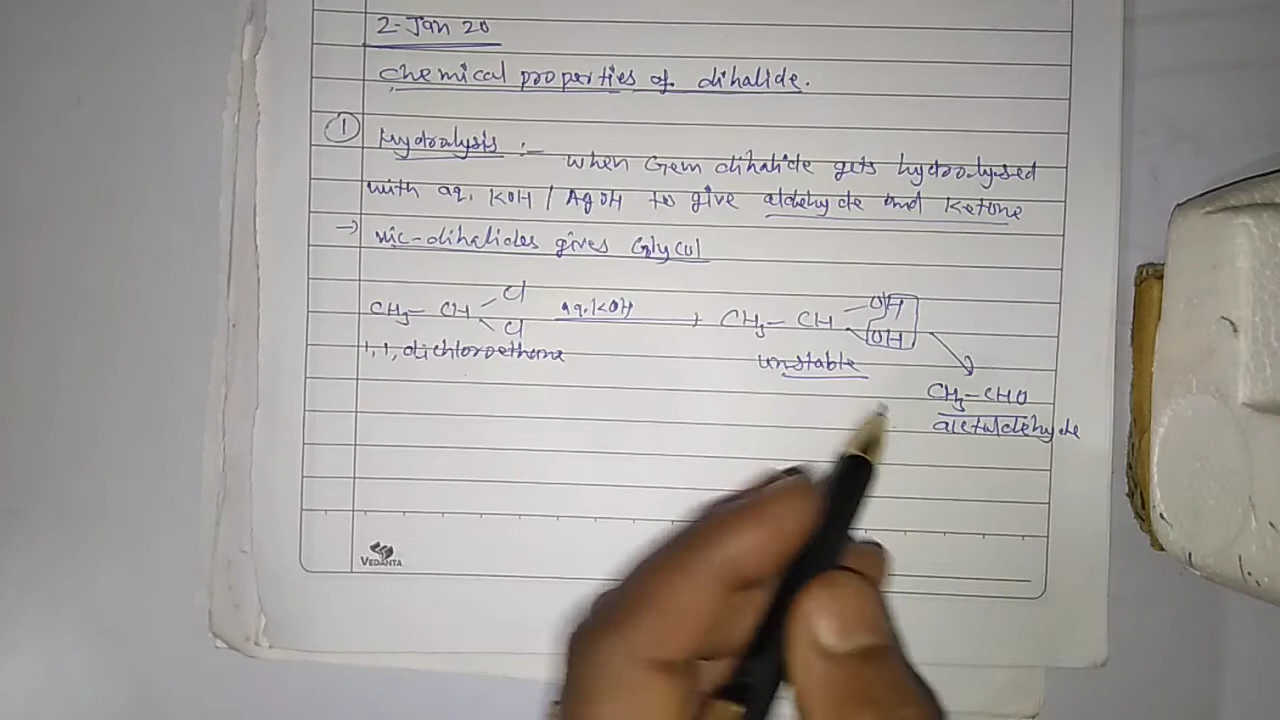 2-Jan 20
Chemical properties of dihalide.
① Hydrolysis :- when Gem dihalide gets hydrolysed
with aq. KOH / AgOH to give aldehyde and Ketone
→ vic-dihalides gives Glycol
Cl OH
CH3- CH aq.KOH → CH3- CH
Cl OH
1,1, dichloroethane unstable
CH3-CHO
acetaldehyde
VEDANTA